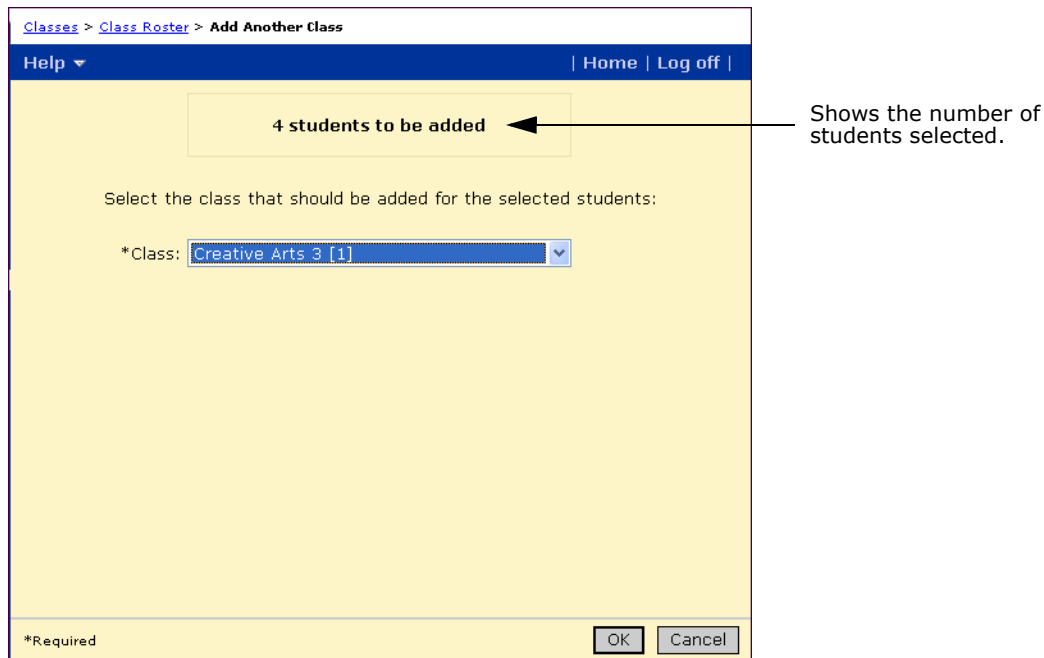 Classes > Class Roster > Add Another Class
Help | Home | Log off |
4 students to be added
Shows the number of
students selected.
Select the class that should be added for the selected students:
*Class: Creative Arts 3 [1]
*Required OK Cancel